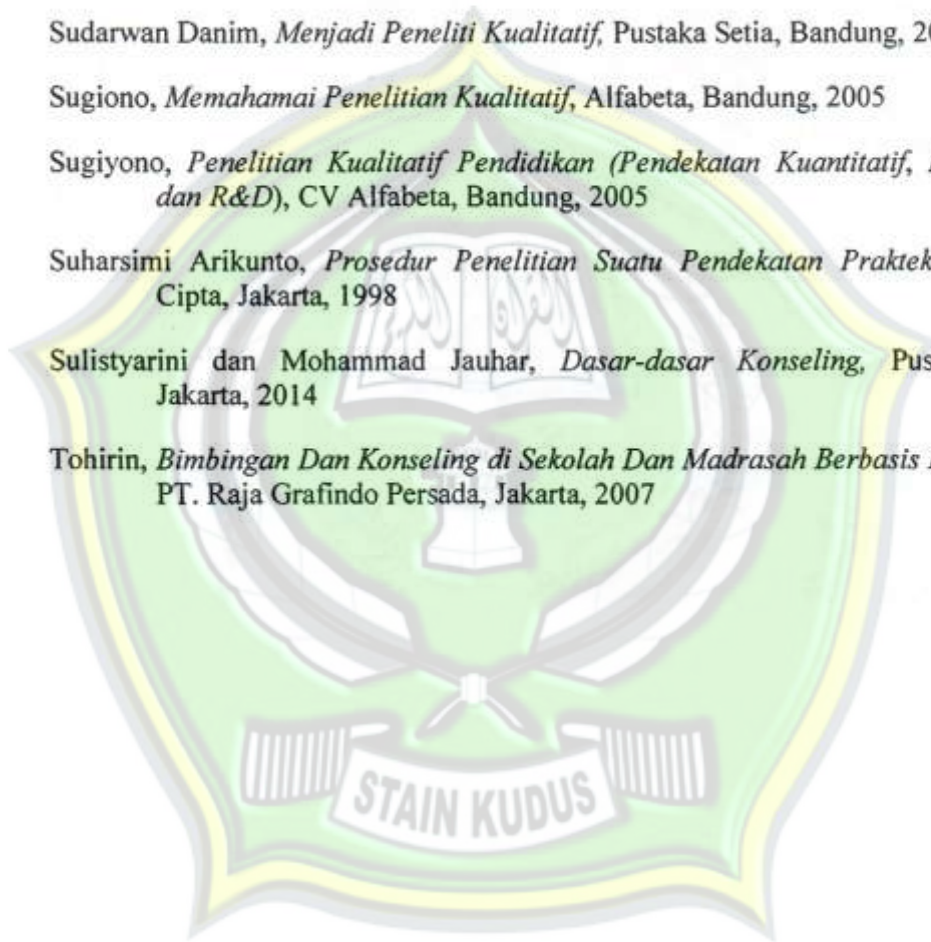 Sudarwan Danim, Menjadi Peneliti Kualitatif, Pustaka Setia, Bandung,
Sugiono, Memahamai Penelitian Kualitatif, Alfabeta, Bandung, 2005
Sugiyono, Penelitian Kualitatif Pendidikan (Pendekatan Kuantitatif,
dan R&D), CV Alfabeta, Bandung, 2005
Suharsimi Arikunto, Prosedur Penelitian Suatu Pendekatan Praktek
Cipta, Jakarta, 1998
Sulistyarini dan Mohammad Jauhar, Dasar-dasar Konseling, Pus
Jakarta, 2014
Tohirin, Bimbingan Dan Konseling di Sekolah Dan Madrasah Berbasis
PT. Raja Grafindo Persada, Jakarta, 2007
STAIN KUDUS